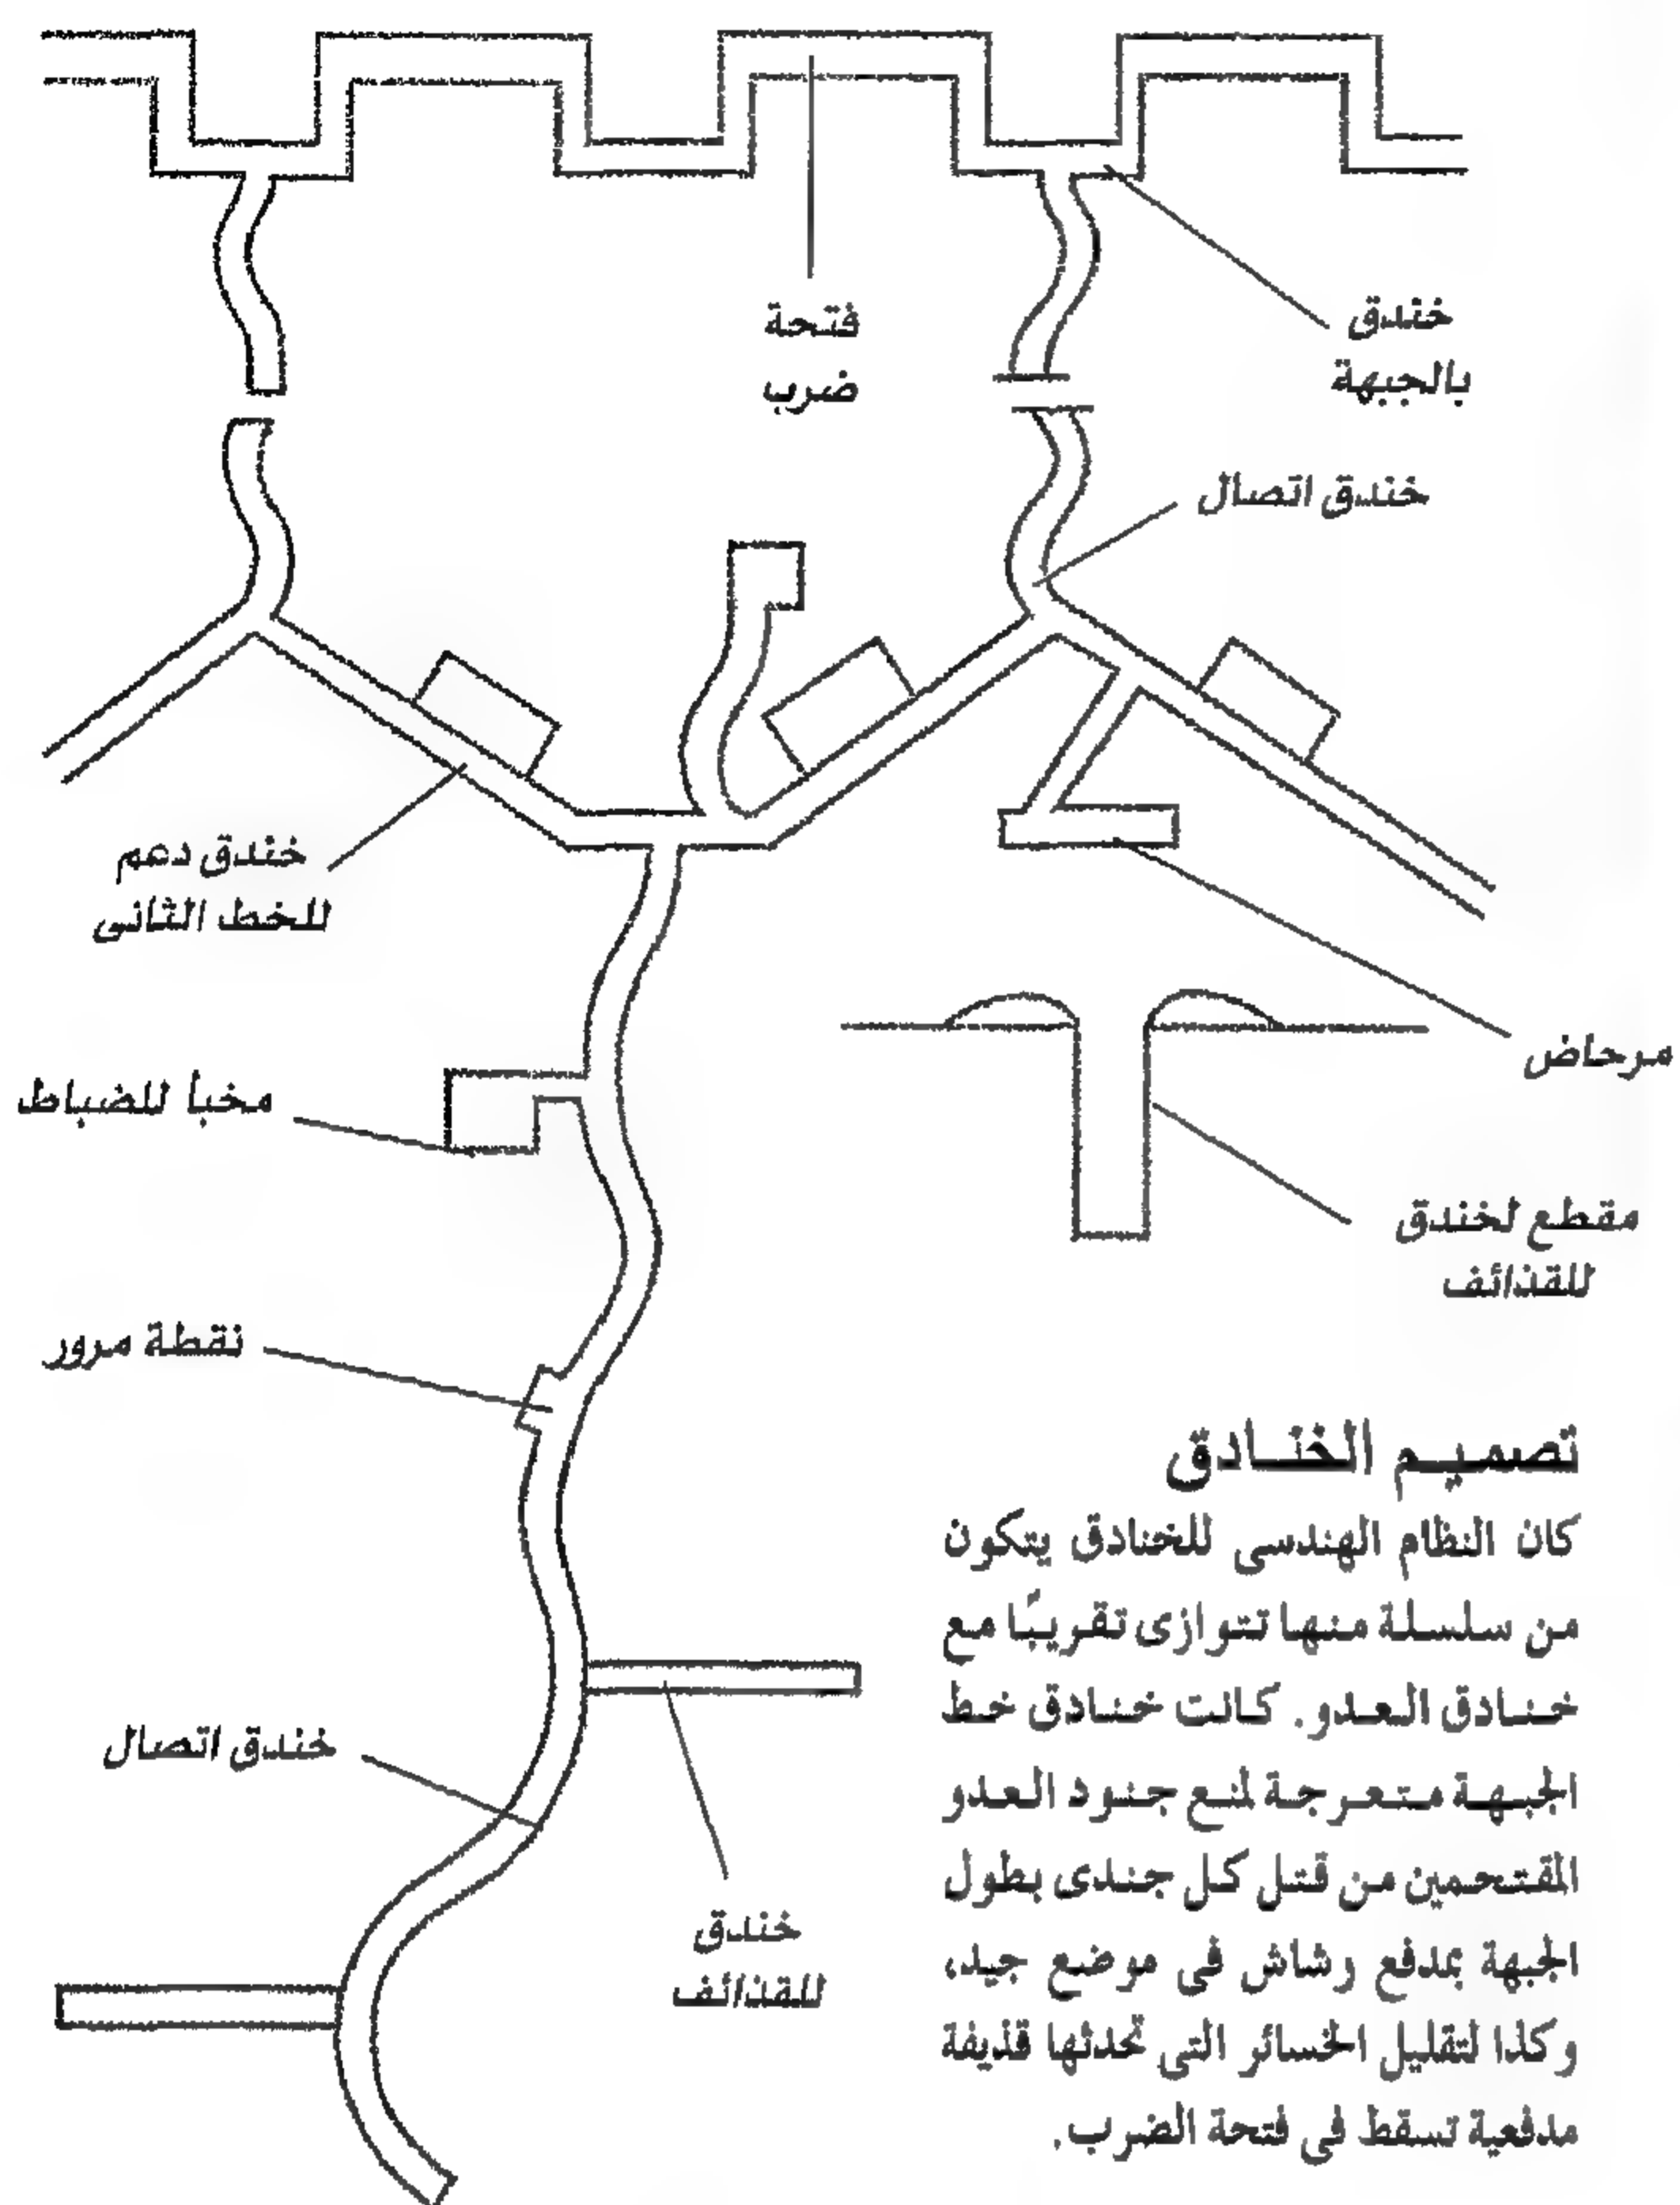 فتحة
ضرب
خندق
بالجبهة
خندق اتصال
خندق دعم
للخط الثانى
مرحاض
مخبأ للضباط
مقطع لخندق
للقذائف
نقطة مرور
خندق اتصال
خندق
للقذائف
تصميم الخنادق
كان النظام الهندسى للخنادق يتكون
من سلسلة منها تتوازى تقريبًا مع
خنادق العدو. كانت خنادق خط
الجبهة متعرجة لمنع جنود العدو
المقتحمين من قتل كل جندى بطول
الجبهة بمدفع رشاش فى موضع جيد،
وكذا لتقليل الخسائر التى تحدثها قذيفة
مدفعية تسقط فى فتحة الضرب.